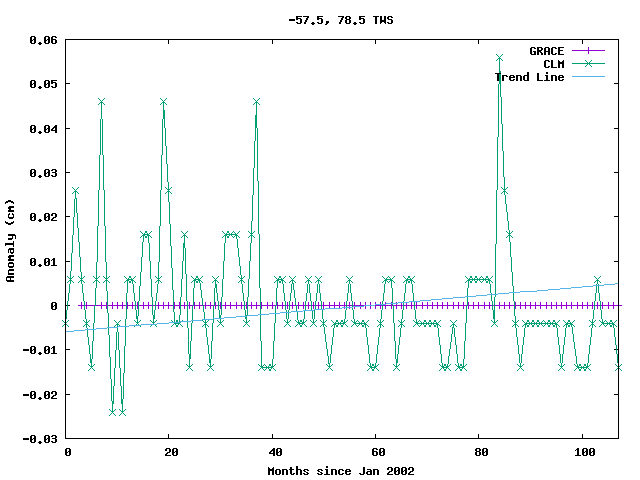 -57.5, 78.5 TWS
GRACE
CLM
Trend Line
0.06
0.05
0.04
0.03
0.02
0.01
0
-0.01
-0.02
-0.03
Anomaly (cm)
0 20 40 60 80 100
Months since Jan 2002